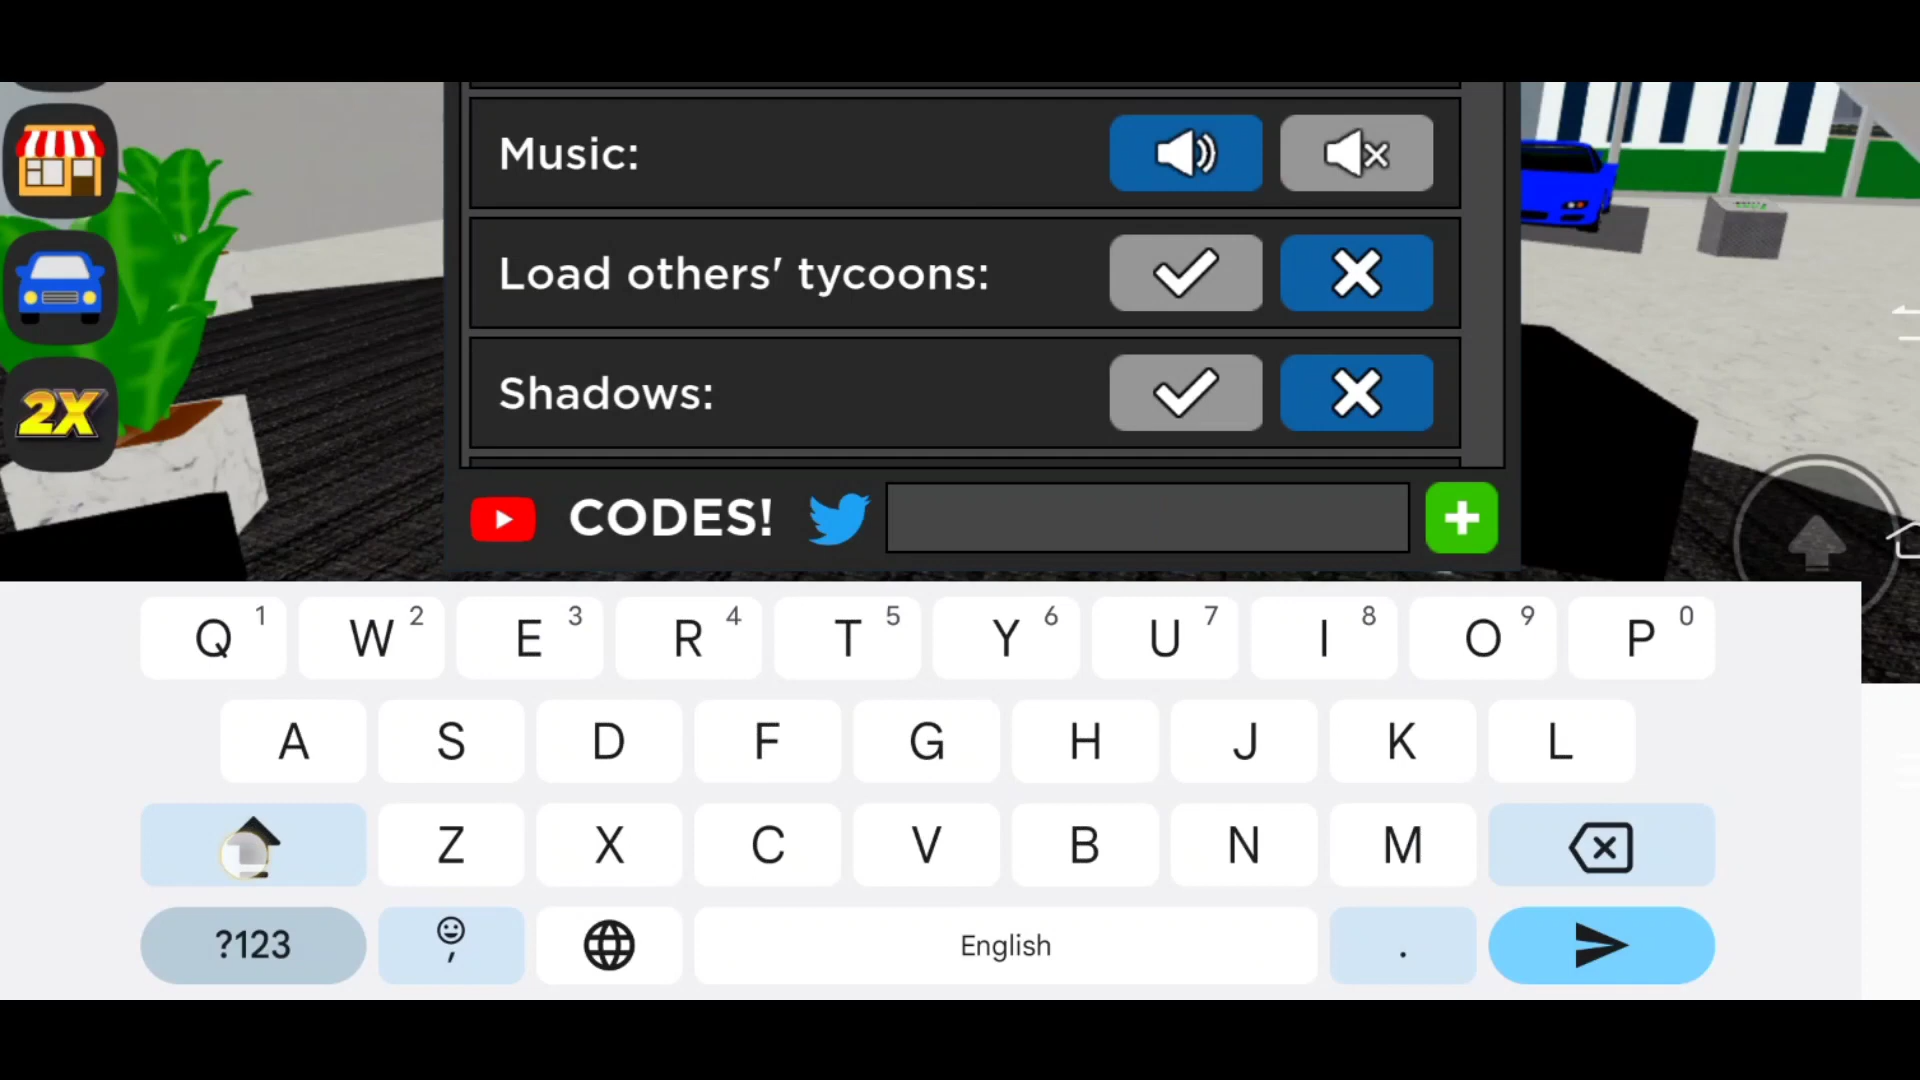 Music:
Load others' tycoons:
Shadows:
2X
CODES!
Q 1 W 2 E 3 R 4 T 5 Y 6 U 7 I 8 O 9 P 0
A S D F G H J K L
Z X C V B N M
?123 , English .